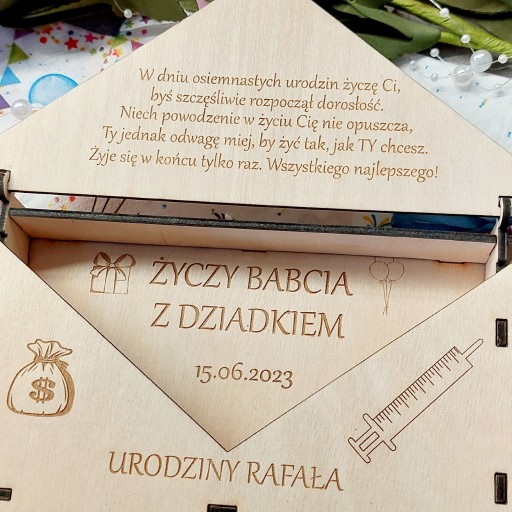 W dniu osiemnastych urodzin życzę Ci,
byś szczęśliwie rozpoczął dorosłość.
Niech powodzenie w życiu Cię nie opuszcza,
Ty jednak odwagę miej, by żyć tak, jak TY chcesz.
Żyje się w końcu tylko raz. Wszystkiego najlepszego!
ŻYCZY BABCIA
Z DZIADKIEM
15.06.2023
$
URODZINY RAFAŁA